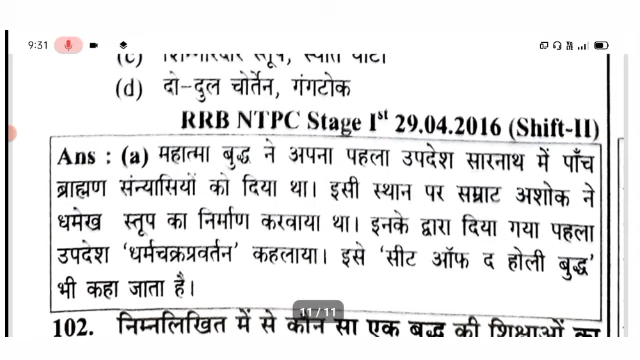 9:31
(d) दो-दुल चोर्तेन, गंगटोक
RRB NTPC Stage Ist 29.04.2016 (Shift-II)
Ans : (a) महात्मा बुद्ध ने अपना पहला उपदेश सारनाथ में पाँच
ब्राह्मण संन्यासियों को दिया था। इसी स्थान पर सम्राट अशोक ने
धमेख स्तूप का निर्माण करवाया था। इनके द्वारा दिया गया पहला
उपदेश 'धर्मचक्रप्रवर्तन' कहलाया। इसे 'सीट ऑफ द होली बुद्ध'
भी कहा जाता है।
11/11
102. निम्नलिखित में से कौन सा एक बुद्ध की शिक्षाओं का